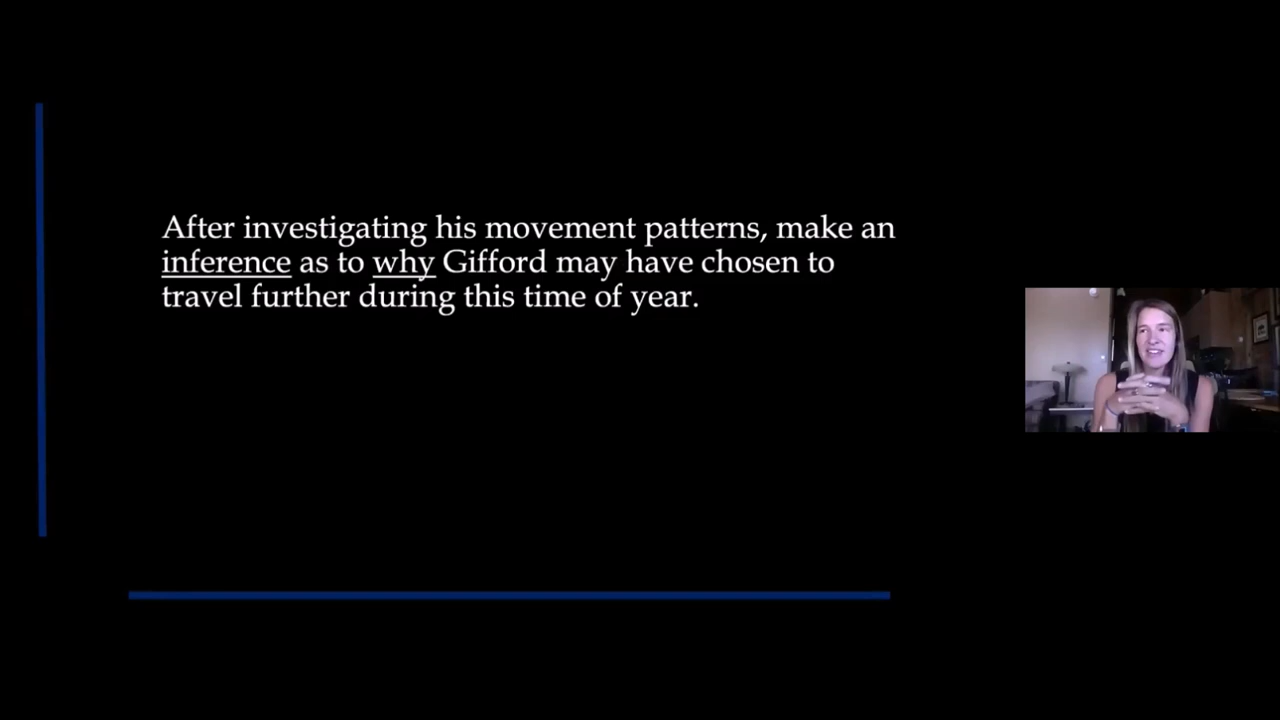 After investigating his movement patterns, make an
inference as to why Gifford may have chosen to
travel further during this time of year.